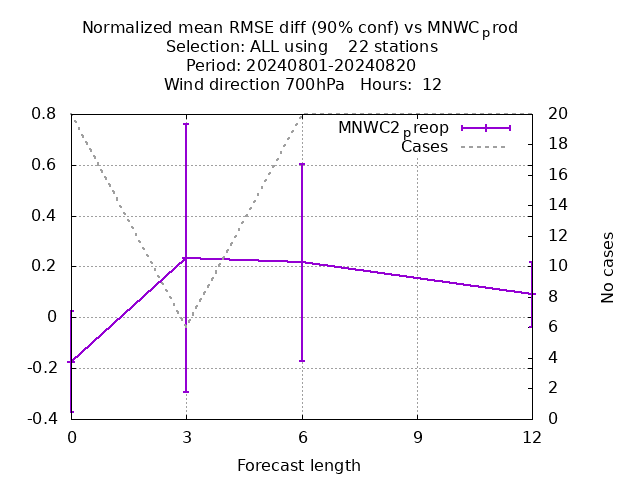 Normalized mean RMSE diff (90% conf) vs MNWCprod
Selection: ALL using 22 stations
Period: 20240801-20240820
Wind direction 700hPa Hours: 12
MNWC2preop
Cases
0.8
0.6
0.4
0.2
0
-0.2
-0.4
20
18
16
14
12
10
8
6
4
2
0
No cases
0 3 6 9 12
Forecast length